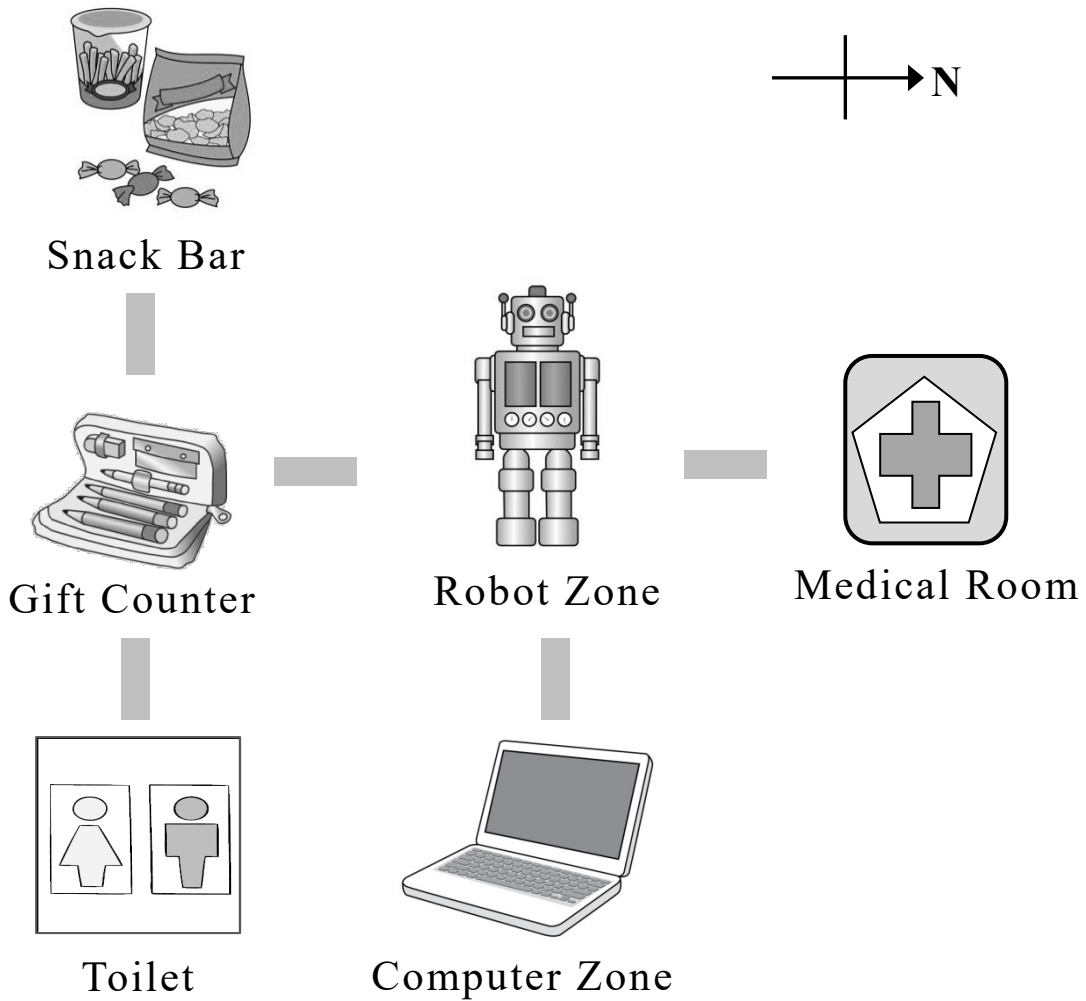 N
Snack Bar
Gift Counter
Robot Zone
Medical Room
Toilet
Computer Zone